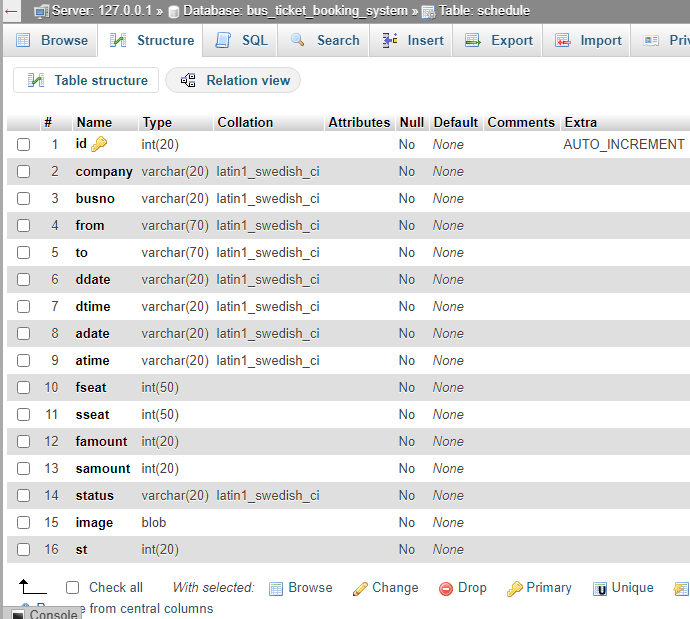 Server: 127.0.0.1 » Database: bus_ticket_booking_system » Table: schedule
Browse Structure SQL Search Insert Export Import
Table structure Relation view
# Name Type Collation Attributes Null Default Comments Extra
1 id int(20) No None AUTO_INCREMENT
2 company varchar(20) latin1_swedish_ci No None
3 busno varchar(20) latin1_swedish_ci No None
4 from varchar(70) latin1_swedish_ci No None
5 to varchar(70) latin1_swedish_ci No None
6 ddate varchar(20) latin1_swedish_ci No None
7 dtime varchar(20) latin1_swedish_ci No None
8 adate varchar(20) latin1_swedish_ci No None
9 atime varchar(20) latin1_swedish_ci No None
10 fseat int(50) No None
11 sseat int(50) No None
12 famount int(20) No None
13 samount int(20) No None
14 status varchar(20) latin1_swedish_ci No None
15 image blob No None
16 st int(20) No None
Check all With selected: Browse Change Drop Primary Unique
from central columns
Console